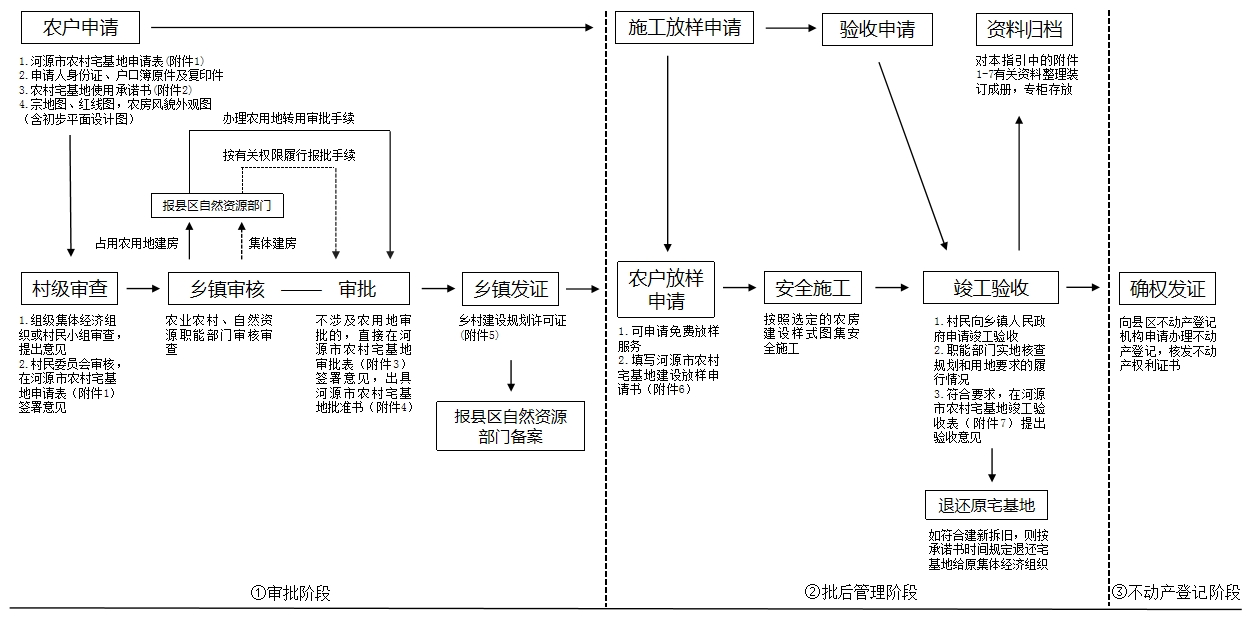 农户申请
施工放样申请
验收申请
资料归档
1.河源市农村宅基地申请表(附件1)
2.申请人身份证、户口簿原件及复印件
3.农村宅基地使用承诺书(附件2)
4.宗地图、红线图，农房风貌外观图
（含初步平面设计图）
对本指引中的附件
1-7有关资料整理装
订成册，专柜存放
办理农用地转用审批手续
按有关权限履行报批手续
报县区自然资源部门
占用农用地建房
集体建房
村级审查
乡镇审核
审批
乡镇发证
农户放样
申请
安全施工
竣工验收
确权发证
1.组级集体经济组
织或村民小组审查，
提出意见
2.村民委员会审核，
在河源市农村宅基
地申请表(附件1)
签署意见
农业农村、自然资
源职能部门审核审
查
不涉及农用地审
批的，直接在河
源市农村宅基地
审批表（附件3）
签署意见，出具
河源市农村宅基
地批准书（附件4）
乡村建设规划许可证
(附件5)
报县区自然资源
部门备案
1.可申请免费放样
服务
2.填写河源市农村
宅基地建设放样申
请书（附件6）
按照选定的农房
建设样式图集安
全施工
1.村民向乡镇人民政
府申请竣工验收
2.职能部门实地核查
规划和用地要求的履
行情况
3.符合要求，在河源
市农村宅基地竣工验
收表（附件7）提出
验收意见
退还原宅基地
如符合建新拆旧，则按
承诺书时间规定退还宅
基地给原集体经济组织
向县区不动产登记
机构申请办理不动
产登记，核发不动
产权利证书
①审批阶段
②批后管理阶段
③不动产登记阶段